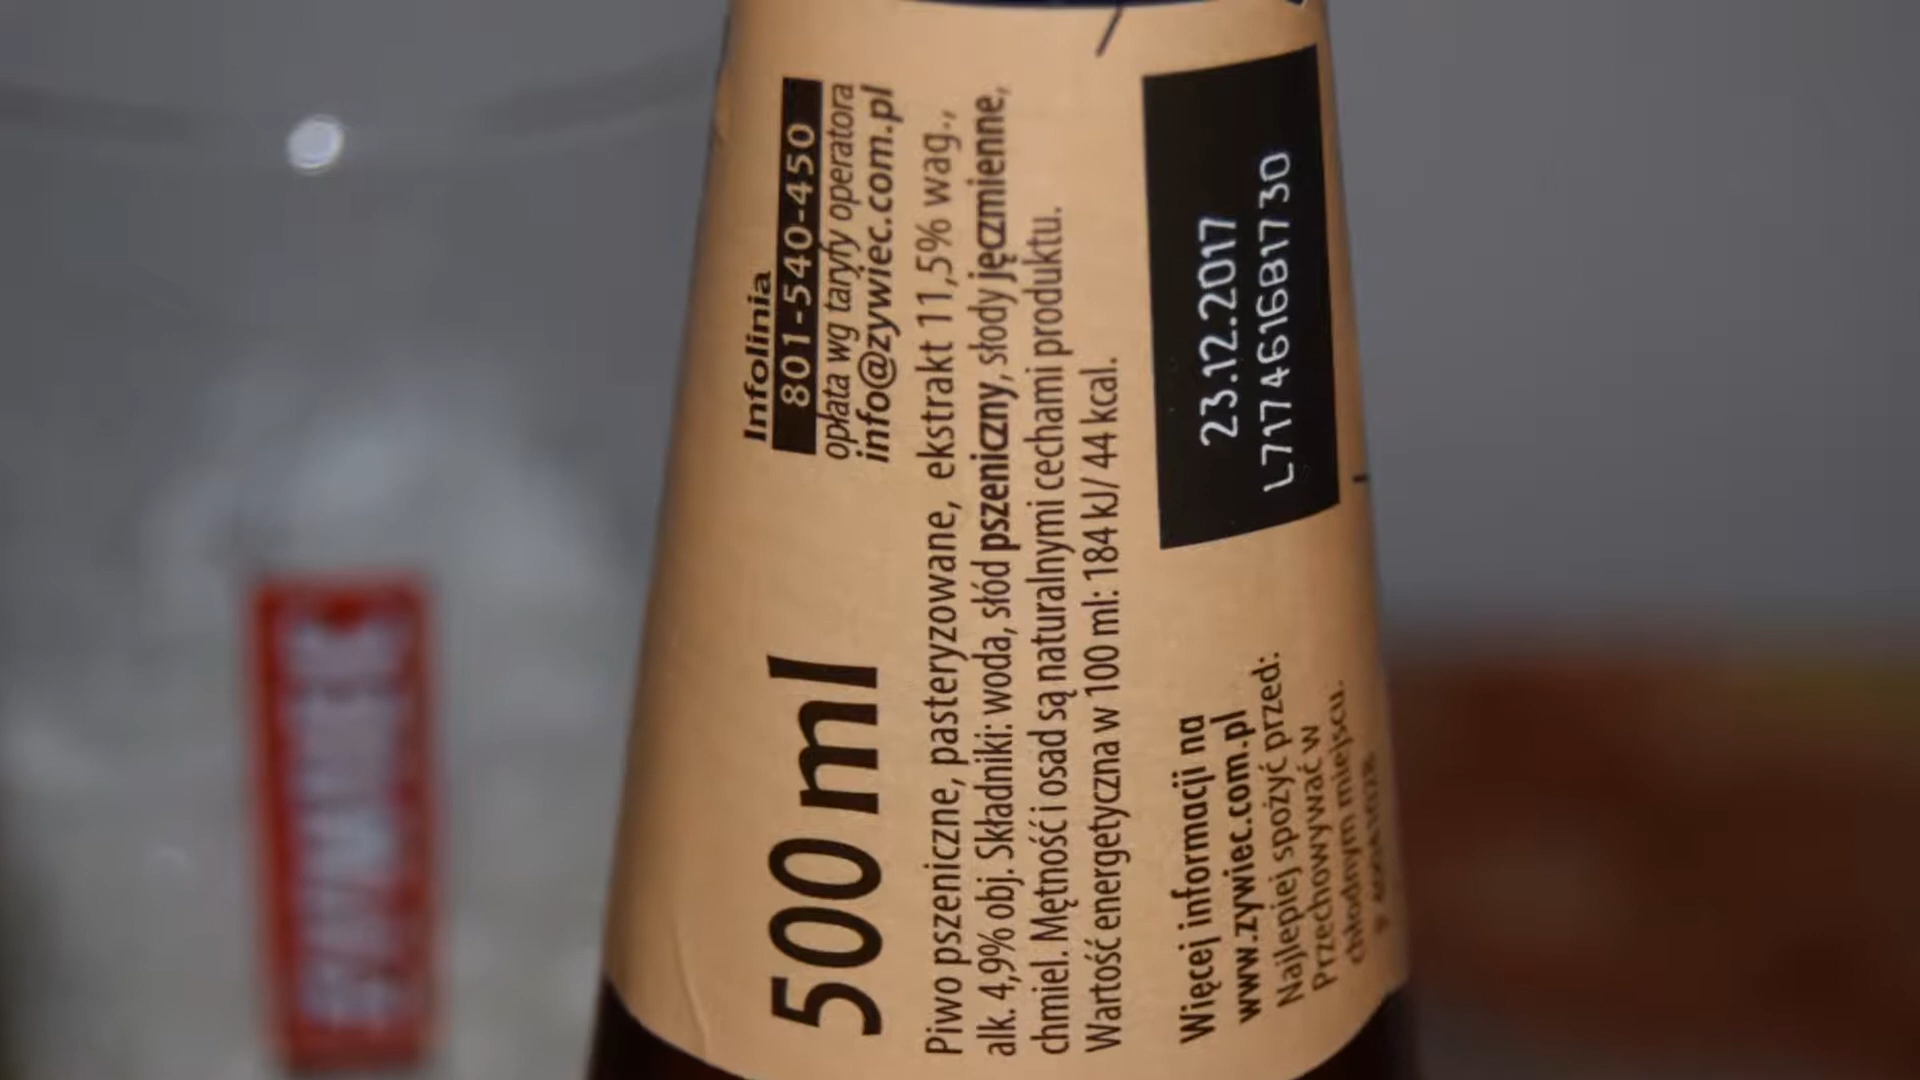 Infolinia
801-540-450
opłata wg taryfy operatora
info@zywiec.com.pl
500 ml
Piwo pszeniczne, pasteryzowane, ekstrakt 11,5% wag.,
alk. 4,9% obj. Składniki: woda, słód pszeniczny, słody jęczmienne,
chmiel. Mętność i osad są naturalnymi cechami produktu.
Wartość energetyczna w 100 ml: 184 kJ/ 44 kcal.
Więcej informacji na
www.zywiec.com.pl
Najlepiej spożyć przed:
Przechowywać w
chłodnym miejscu.
23.12.2017
L717461681730